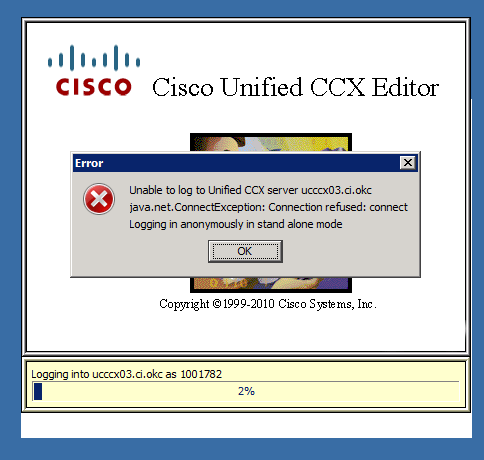 CISCO
Cisco Unified CCX Editor
Error
Unable to log to Unified CCX server ucccx03.ci.okc
java.net.ConnectException: Connection refused: connect
Logging in anonymously in stand alone mode
OK
Copyright ©1999-2010 Cisco Systems, Inc.
Logging into ucccx03.ci.okc as 1001782
2%